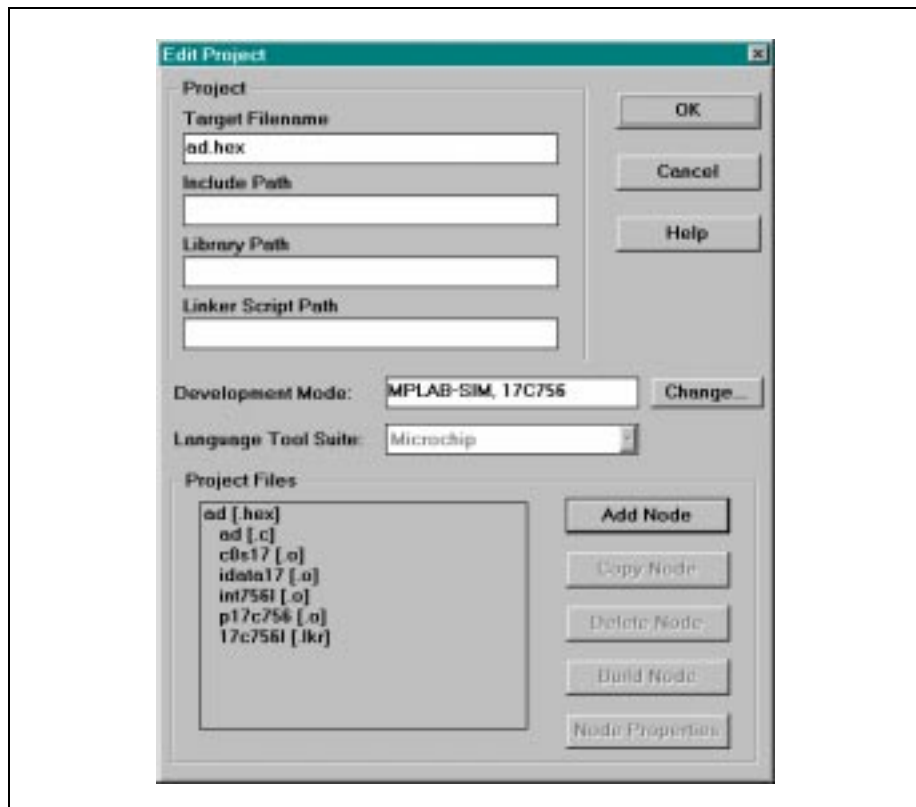 Edit Project
Project
Target Filename
ad.hex
Include Path
Library Path
Linker Script Path
OK
Cancel
Help
Development Mode:
MPLAB-SIM, 17C756
Change...
Language Tool Suite:
Microchip
Project Files
ad [.hex]
ad [.c]
c0s17 [.o]
idata17 [.o]
int756l [.o]
p17c756 [.o]
17c756l [.lkr]
Add Node
Copy Node
Delete Node
Build Node
Node Properties